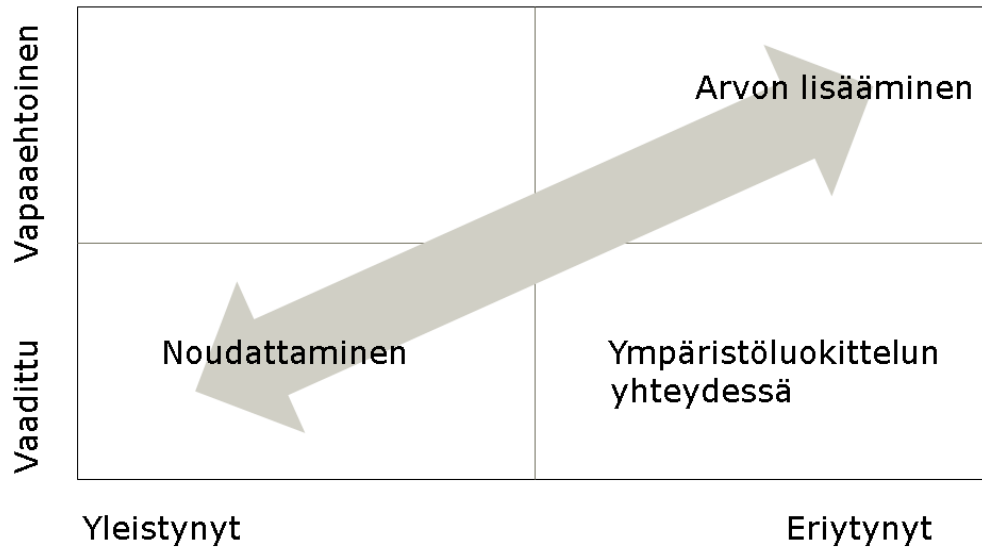 Vapaaehtoinen
Arvon lisääminen
Vaadittu
Noudattaminen
Ympäristöluokittelun
yhteydessä
Yleistynyt
Eriytynyt